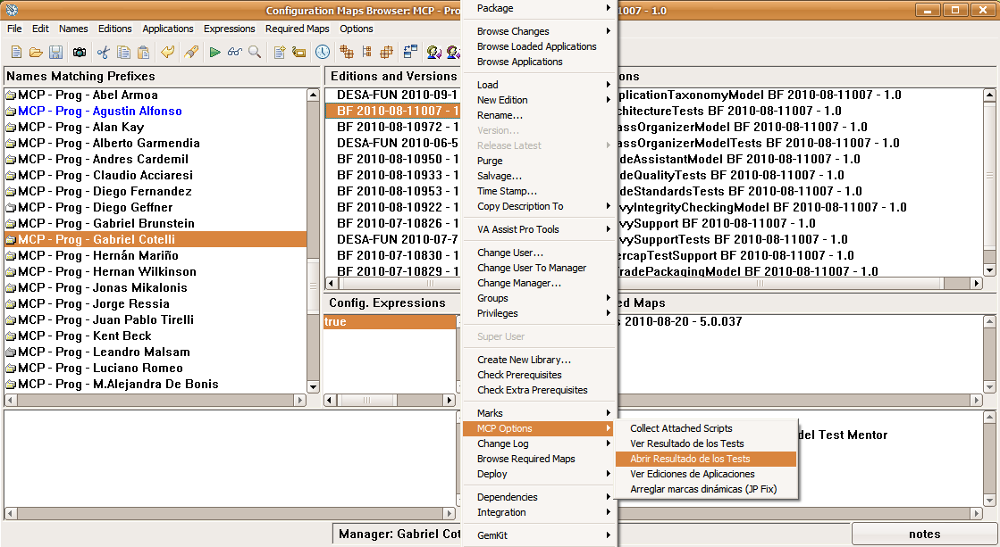 Configuration Maps Browser: MCP - Pro
11007 - 1.0
File Edit Names Editions Applications Expressions Required Maps Options
Names Matching Prefixes
MCP - Prog - Abel Armoa
MCP - Prog - Agustin Alfonso
MCP - Prog - Alan Kay
MCP - Prog - Alberto Garmendia
MCP - Prog - Andres Cardemil
MCP - Prog - Claudio Acciaresi
MCP - Prog - Diego Fernandez
MCP - Prog - Diego Geffner
MCP - Prog - Gabriel Brunstein
MCP - Prog - Gabriel Cotelli
MCP - Prog - Hernán Mariño
MCP - Prog - Hernan Wilkinson
MCP - Prog - Jonas Mikalonis
MCP - Prog - Jorge Ressia
MCP - Prog - Juan Pablo Tirelli
MCP - Prog - Kent Beck
MCP - Prog - Leandro Malsam
MCP - Prog - Luciano Romeo
MCP - Prog - M.Alejandra De Bonis
Editions and Versions
DESA-FUN 2010-09-1
BF 2010-08-11007 - 1
BF 2010-08-10972 - 1
DESA-FUN 2010-06-5
BF 2010-08-10950 - 1
BF 2010-08-10933 - 1
BF 2010-08-10953 - 1
BF 2010-08-10922 - 1
BF 2010-07-10826 - 1
DESA-FUN 2010-07-7
BF 2010-07-10830 - 1
BF 2010-07-10829 - 1
Config. Expressions
true
Package
Browse Changes
Browse Loaded Applications
Browse Applications
Load
New Edition
Rename...
Version...
Release Latest
Purge
Salvage...
Time Stamp...
Copy Description To
VA Assist Pro Tools
Change User...
Change User To Manager
Change Manager...
Groups
Privileges
Super User
Create New Library...
Check Prerequisites
Check Extra Prerequisites
Marks
MCP Options
Change Log
Browse Required Maps
Deploy
Dependencies
Integration
GemKit
Collect Attached Scripts
Ver Resultado de los Tests
Abrir Resultado de los Tests
Ver Ediciones de Aplicaciones
Arreglar marcas dinámicas (JP Fix)
ons
plicationTaxonomyModel BF 2010-08-11007 - 1.0
chitectureTests BF 2010-08-11007 - 1.0
assOrganizerModel BF 2010-08-11007 - 1.0
assOrganizerModelTests BF 2010-08-11007 - 1.0
deAssistantModel BF 2010-08-11007 - 1.0
deQualityTests BF 2010-08-11007 - 1.0
deStandardsTests BF 2010-08-11007 - 1.0
vyIntegrityCheckingModel BF 2010-08-11007 - 1.0
vySupport BF 2010-08-11007 - 1.0
vySupportTests BF 2010-08-11007 - 1.0
ercapTestSupport BF 2010-08-11007 - 1.0
TradePackagingModel BF 2010-08-11007 - 1.0
ed Maps
s 2010-08-20 - 5.0.037
del Test Mentor
Manager: Gabriel Cot
notes